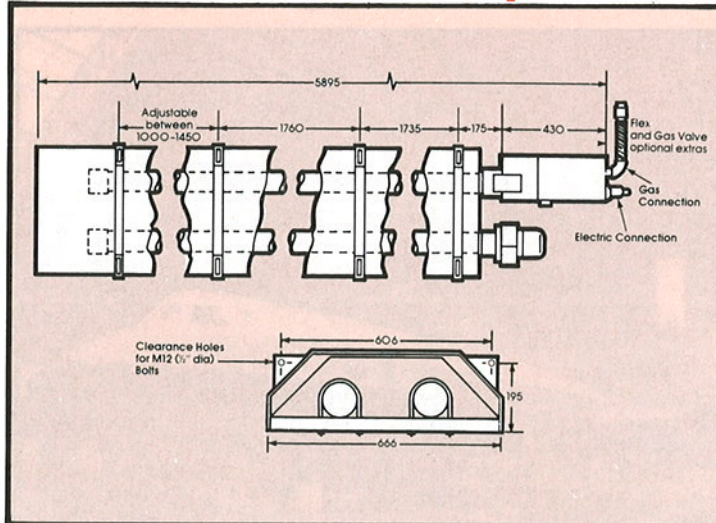 5895
Adjustable
between
1000-1450
1760
1735
175
430
Flex
and Gas Valve
optional extras
Gas
Connection
Electric Connection
Clearance Holes
for M12 (½" dia)
Bolts
606
195
666